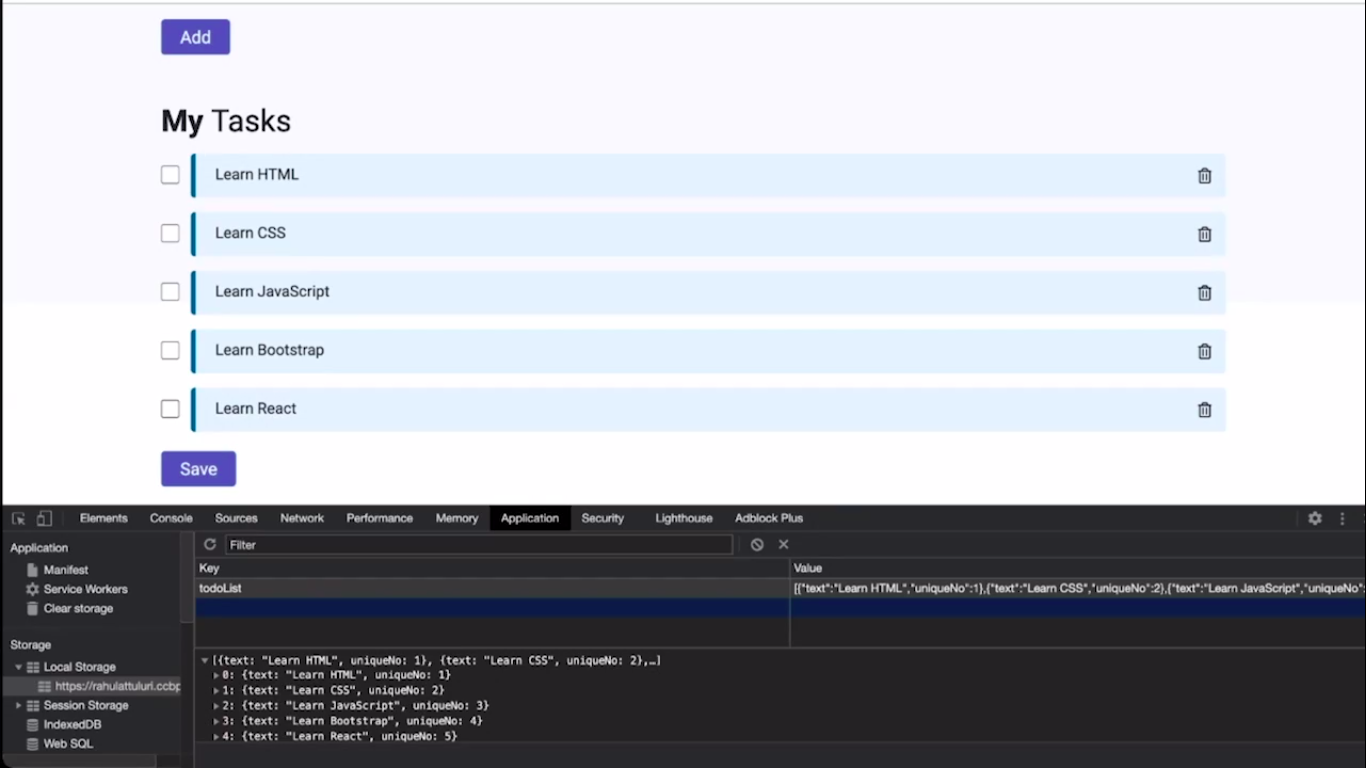 Add
My Tasks
Learn HTML
Learn CSS
Learn JavaScript
Learn Bootstrap
Learn React
Save
Elements Console Sources Network Performance Memory Application Security Lighthouse Adblock Plus
Application
Manifest
Service Workers
Clear storage
Storage
Local Storage
https://rahulattuluri.ccbp
Session Storage
IndexedDB
Web SQL
Filter
Key Value
todoList [{"text":"Learn HTML","uniqueNo":1},{"text":"Learn CSS","uniqueNo":2},{"text":"Learn JavaScript","uniqueNo":
[{text: "Learn HTML", uniqueNo: 1}, {text: "Learn CSS", uniqueNo: 2},…]
0: {text: "Learn HTML", uniqueNo: 1}
1: {text: "Learn CSS", uniqueNo: 2}
2: {text: "Learn JavaScript", uniqueNo: 3}
3: {text: "Learn Bootstrap", uniqueNo: 4}
4: {text: "Learn React", uniqueNo: 5}